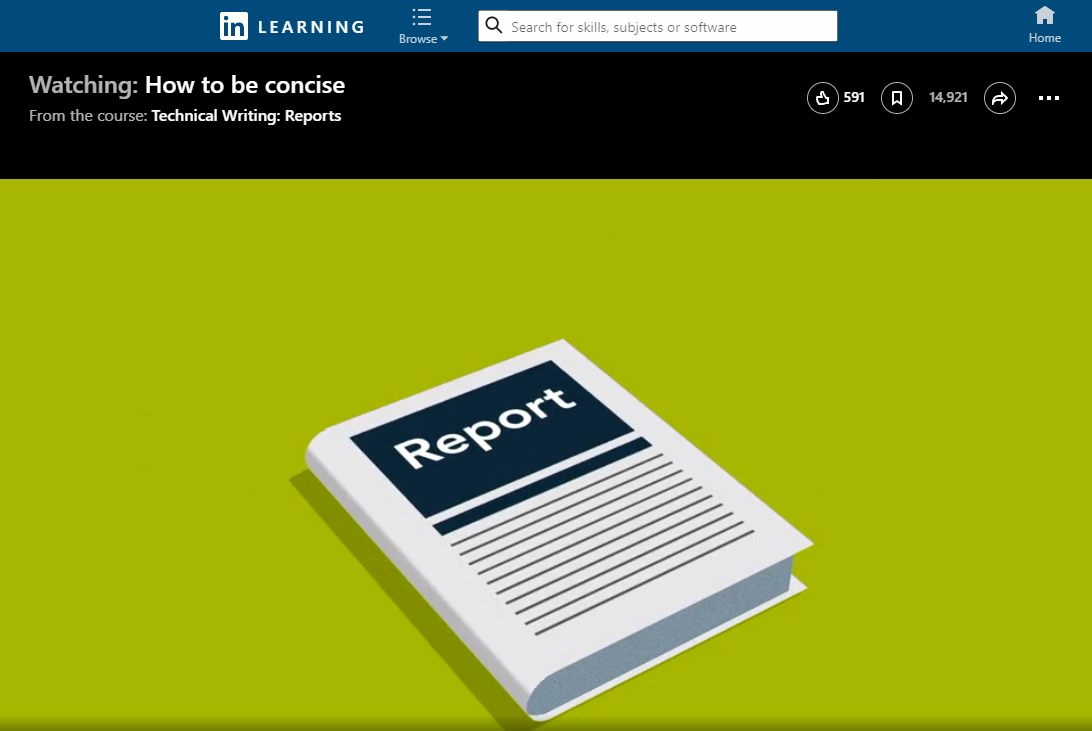 in LEARNING
Browse
Search for skills, subjects or software
Home
Watching: How to be concise
591
14,921
From the course: Technical Writing: Reports
Report